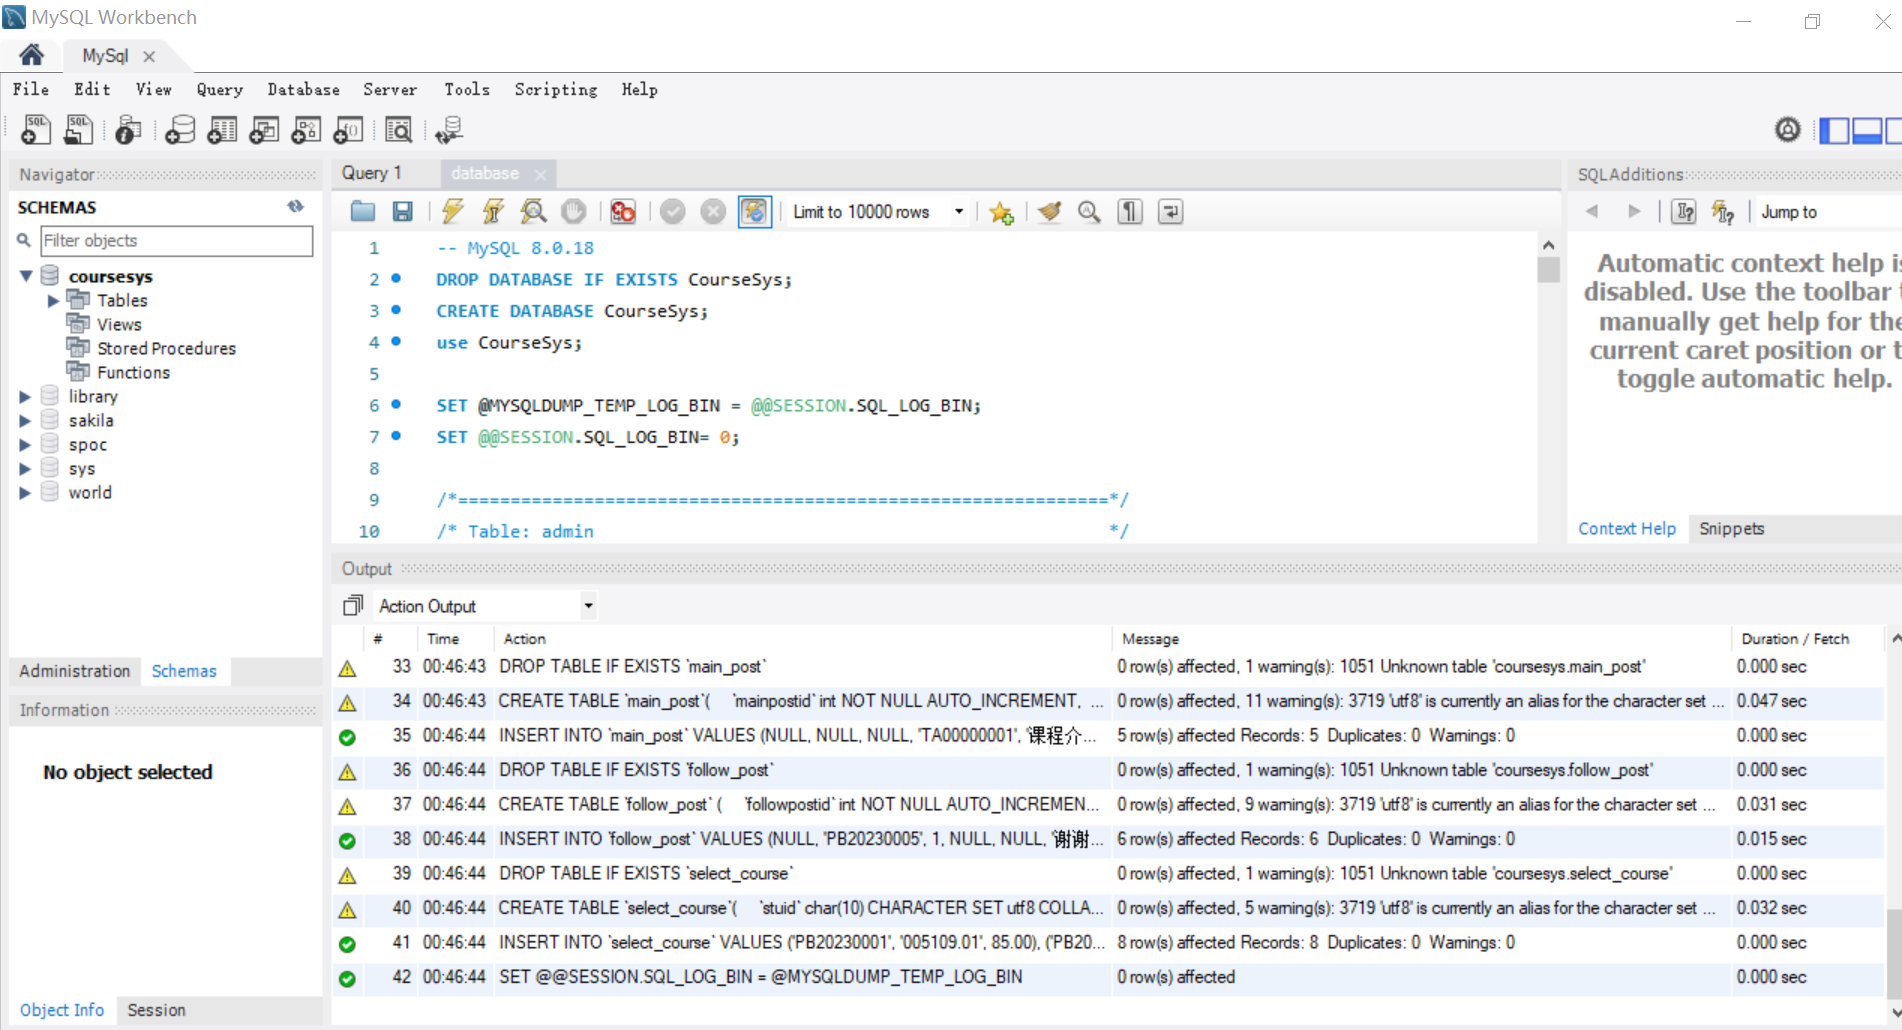 MySQL Workbench
MySql
File Edit View Query Database Server Tools Scripting Help
Navigator
SCHEMAS
Filter objects
coursesys
Tables
Views
Stored Procedures
Functions
library
sakila
spoc
sys
world
Administration Schemas
Information
No object selected
Object Info Session
Query 1 database
Limit to 10000 rows
1 -- MySQL 8.0.18
2 DROP DATABASE IF EXISTS CourseSys;
3 CREATE DATABASE CourseSys;
4 use CourseSys;
5
6 SET @MYSQLDUMP_TEMP_LOG_BIN = @@SESSION.SQL_LOG_BIN;
7 SET @@SESSION.SQL_LOG_BIN= 0;
8
9 /*==============================================================*/
10 /* Table: admin */
SQLAdditions
Jump to
Automatic context help is
disabled. Use the toolbar t
manually get help for the
current caret position or t
toggle automatic help.
Context Help Snippets
Output
Action Output
# Time Action Message Duration / Fetch
33 00:46:43 DROP TABLE IF EXISTS `main_post` 0 row(s) affected, 1 warning(s): 1051 Unknown table 'coursesys.main_post' 0.000 sec
34 00:46:43 CREATE TABLE `main_post`( `mainpostid` int NOT NULL AUTO_INCREMENT, ... 0 row(s) affected, 11 warning(s): 3719 'utf8' is currently an alias for the character set ... 0.047 sec
35 00:46:44 INSERT INTO `main_post` VALUES (NULL, NULL, NULL, 'TA00000001', '课程介... 5 row(s) affected Records: 5 Duplicates: 0 Warnings: 0 0.000 sec
36 00:46:44 DROP TABLE IF EXISTS `follow_post` 0 row(s) affected, 1 warning(s): 1051 Unknown table 'coursesys.follow_post' 0.000 sec
37 00:46:44 CREATE TABLE `follow_post` ( `followpostid` int NOT NULL AUTO_INCREMEN... 0 row(s) affected, 9 warning(s): 3719 'utf8' is currently an alias for the character set ... 0.031 sec
38 00:46:44 INSERT INTO `follow_post` VALUES (NULL, 'PB20230005', 1, NULL, NULL, '谢谢... 6 row(s) affected Records: 6 Duplicates: 0 Warnings: 0 0.015 sec
39 00:46:44 DROP TABLE IF EXISTS `select_course` 0 row(s) affected, 1 warning(s): 1051 Unknown table 'coursesys.select_course' 0.000 sec
40 00:46:44 CREATE TABLE `select_course`( `stuid` char(10) CHARACTER SET utf8 COLLA... 0 row(s) affected, 5 warning(s): 3719 'utf8' is currently an alias for the character set ... 0.032 sec
41 00:46:44 INSERT INTO `select_course` VALUES ('PB20230001', '005109.01', 85.00), ('PB20... 8 row(s) affected Records: 8 Duplicates: 0 Warnings: 0 0.000 sec
42 00:46:44 SET @@SESSION.SQL_LOG_BIN = @MYSQLDUMP_TEMP_LOG_BIN 0 row(s) affected 0.000 sec